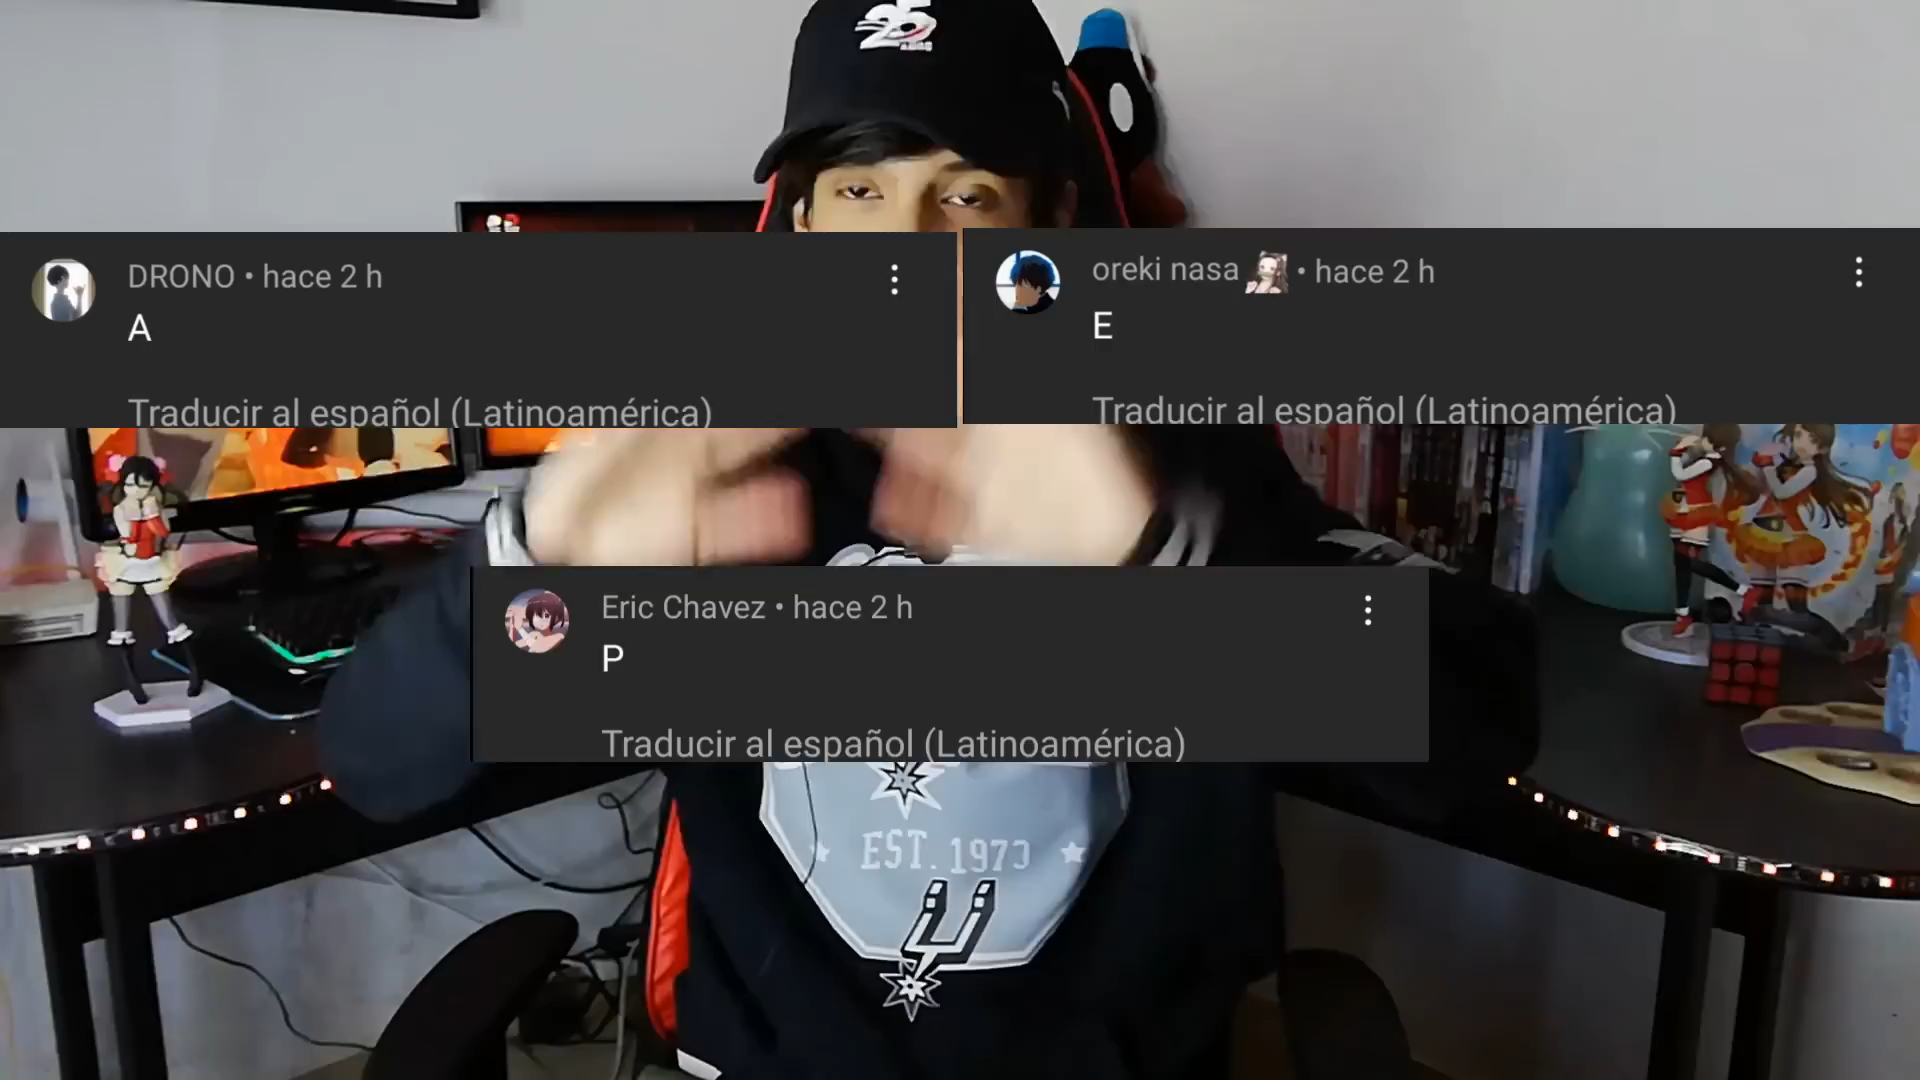 25
DRONO • hace 2 h
A
Traducir al español (Latinoamérica)
oreki nasa • hace 2 h
E
Traducir al español (Latinoamérica)
Eric Chavez • hace 2 h
P
Traducir al español (Latinoamérica)
EST. 1973